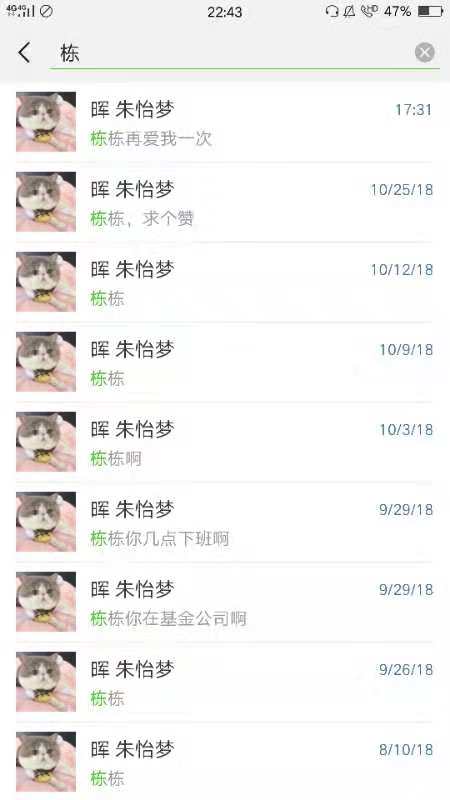 4G 4G 22:43 HD 47%
栋
晖 朱怡梦 17:31
栋栋再爱我一次
晖 朱怡梦 10/25/18
栋栋，求个赞
晖 朱怡梦 10/12/18
栋栋
晖 朱怡梦 10/9/18
栋栋
晖 朱怡梦 10/3/18
栋栋啊
晖 朱怡梦 9/29/18
栋栋你几点下班啊
晖 朱怡梦 9/29/18
栋栋你在基金公司啊
晖 朱怡梦 9/26/18
栋栋
晖 朱怡梦 8/10/18
栋栋